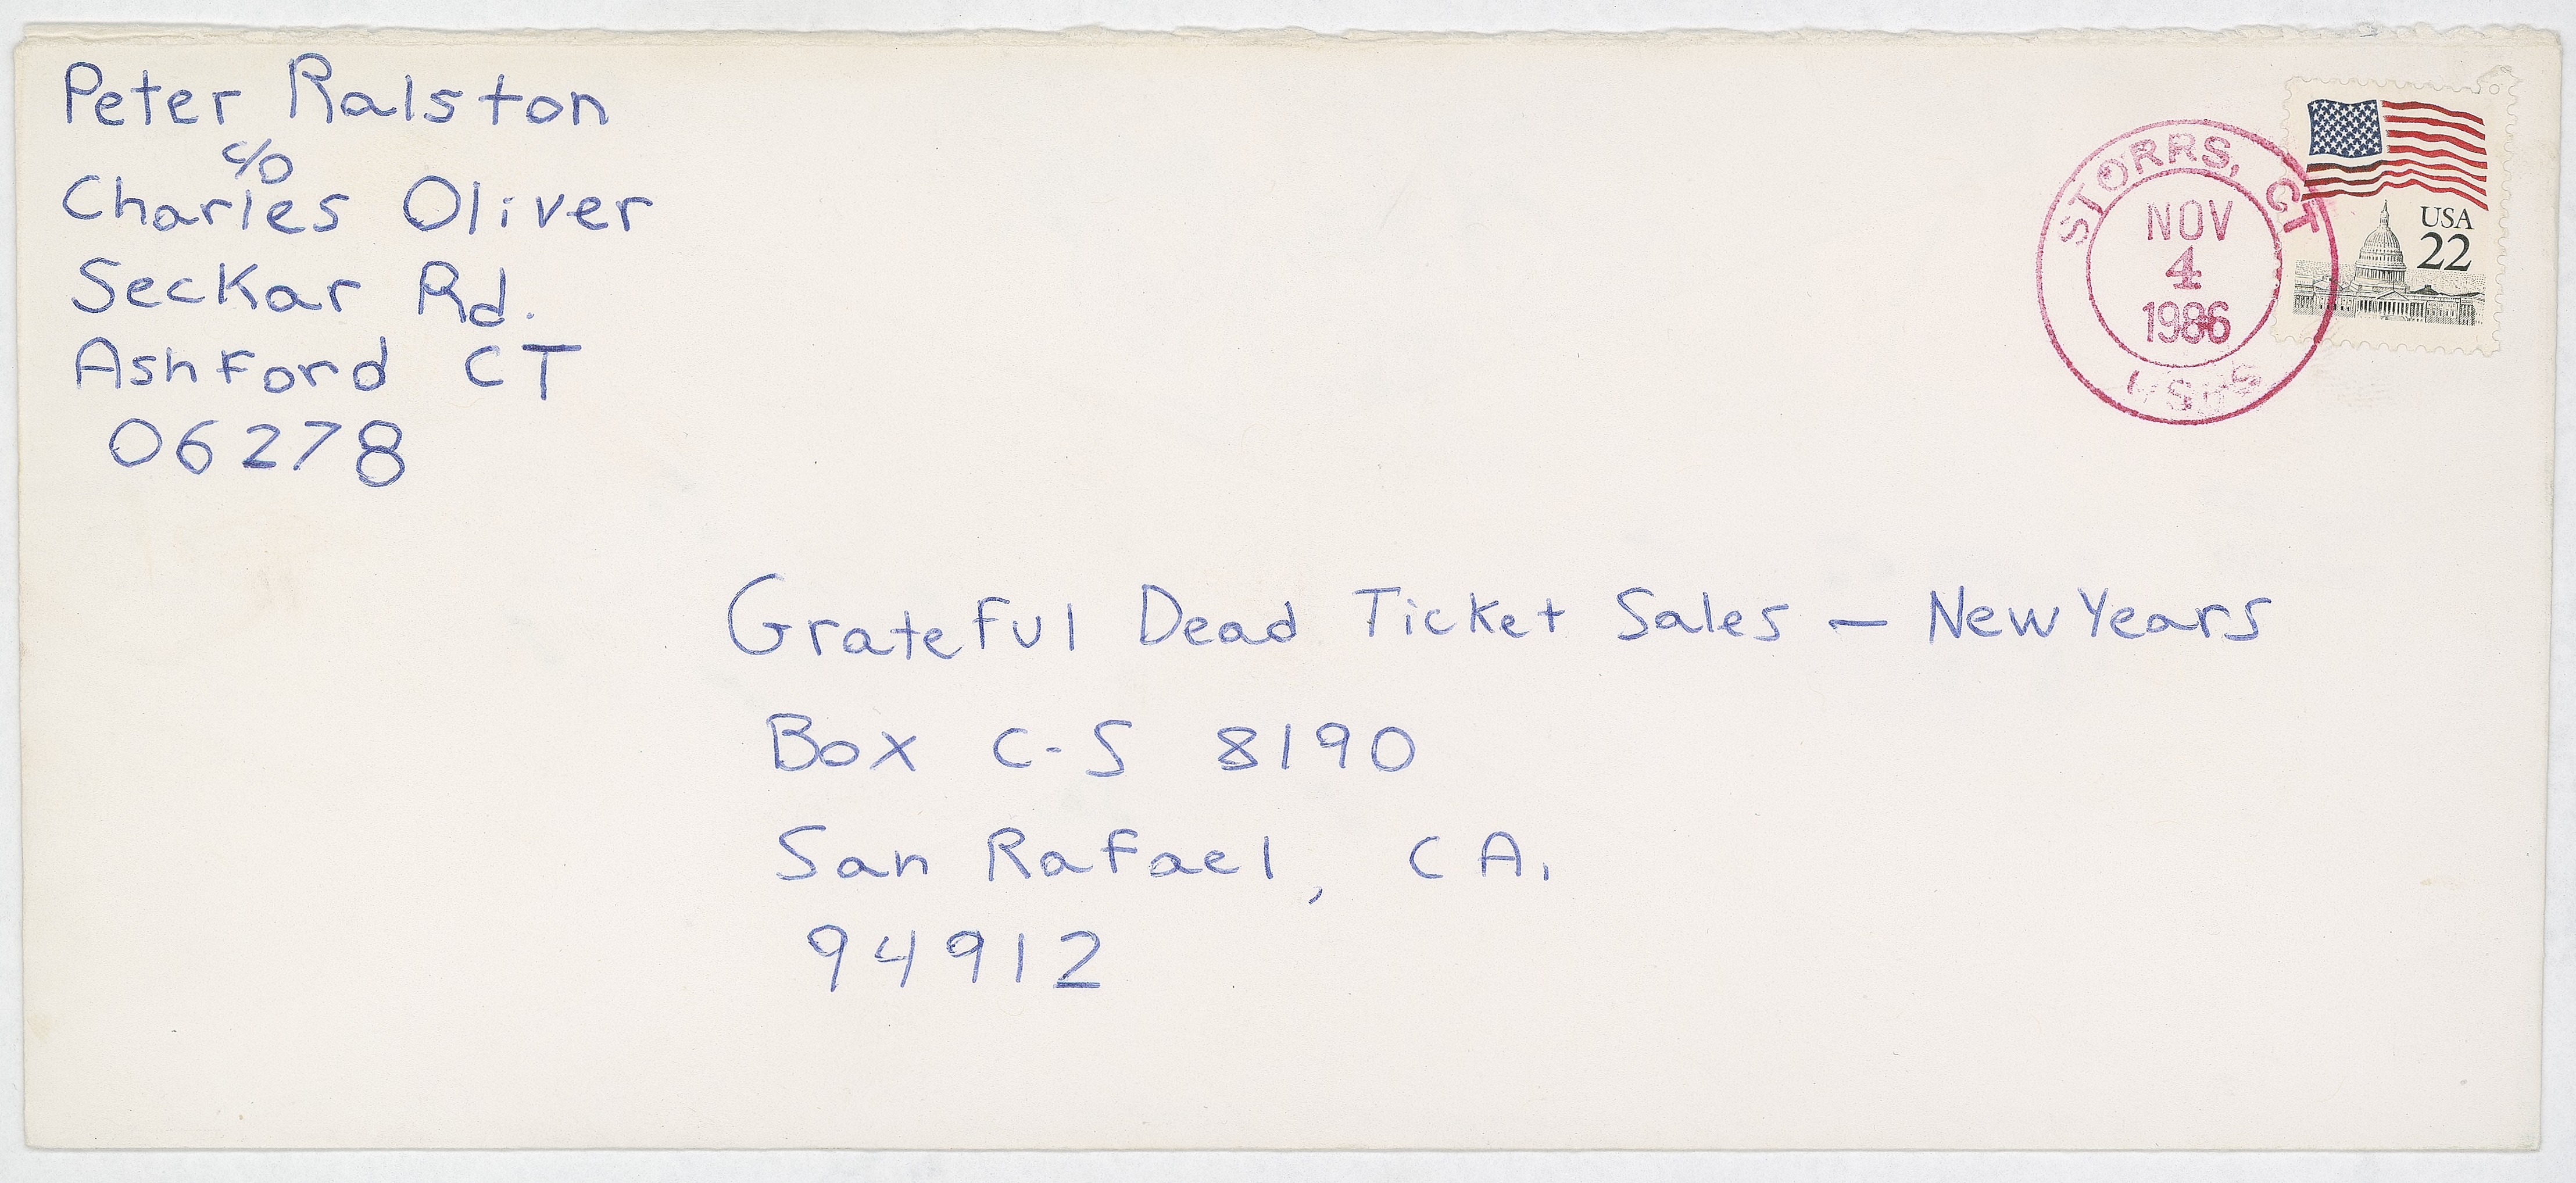 Peter Ralston
c/o
Charles Oliver
Seckar Rd.
Ashford CT
06278
STORRS, CT
NOV
4
1986
USPS
USA
22
Grateful Dead Ticket Sales — New Years
Box C-S 8190
San Rafael, CA.
94912